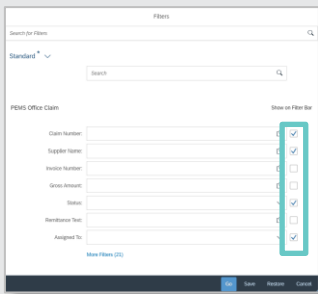 Filters
Search for Filters
Standard *
Search
PEMS Office Claim
Show on Filter Bar
Claim Number:
Supplier Name:
Invoice Number:
Gross Amount:
Status:
Remittance Text:
Assigned To:
More Filters (21)
Go Save Restore Cancel